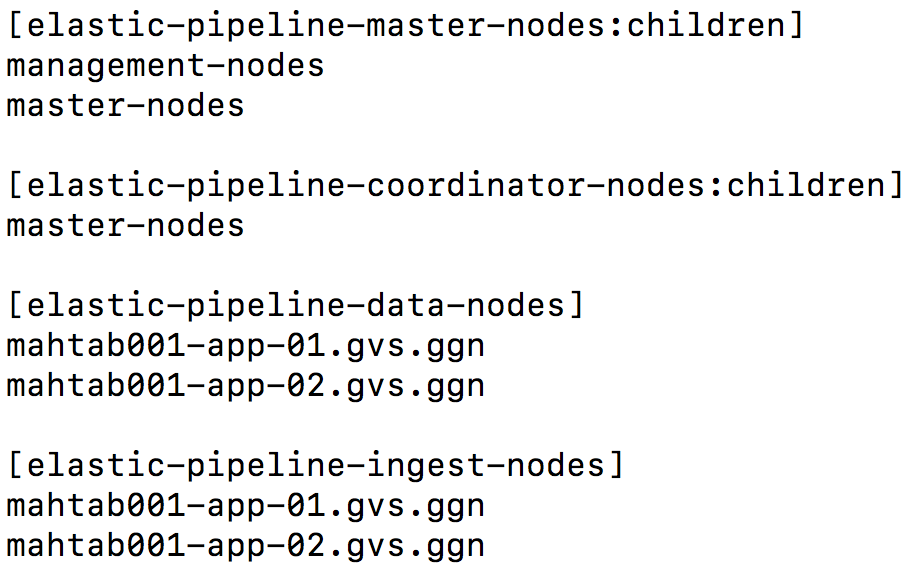 [elastic-pipeline-master-nodes:children]
management-nodes
master-nodes
[elastic-pipeline-coordinator-nodes:children]
master-nodes
[elastic-pipeline-data-nodes]
mahtab001-app-01.gvs.ggn
mahtab001-app-02.gvs.ggn
[elastic-pipeline-ingest-nodes]
mahtab001-app-01.gvs.ggn
mahtab001-app-02.gvs.ggn